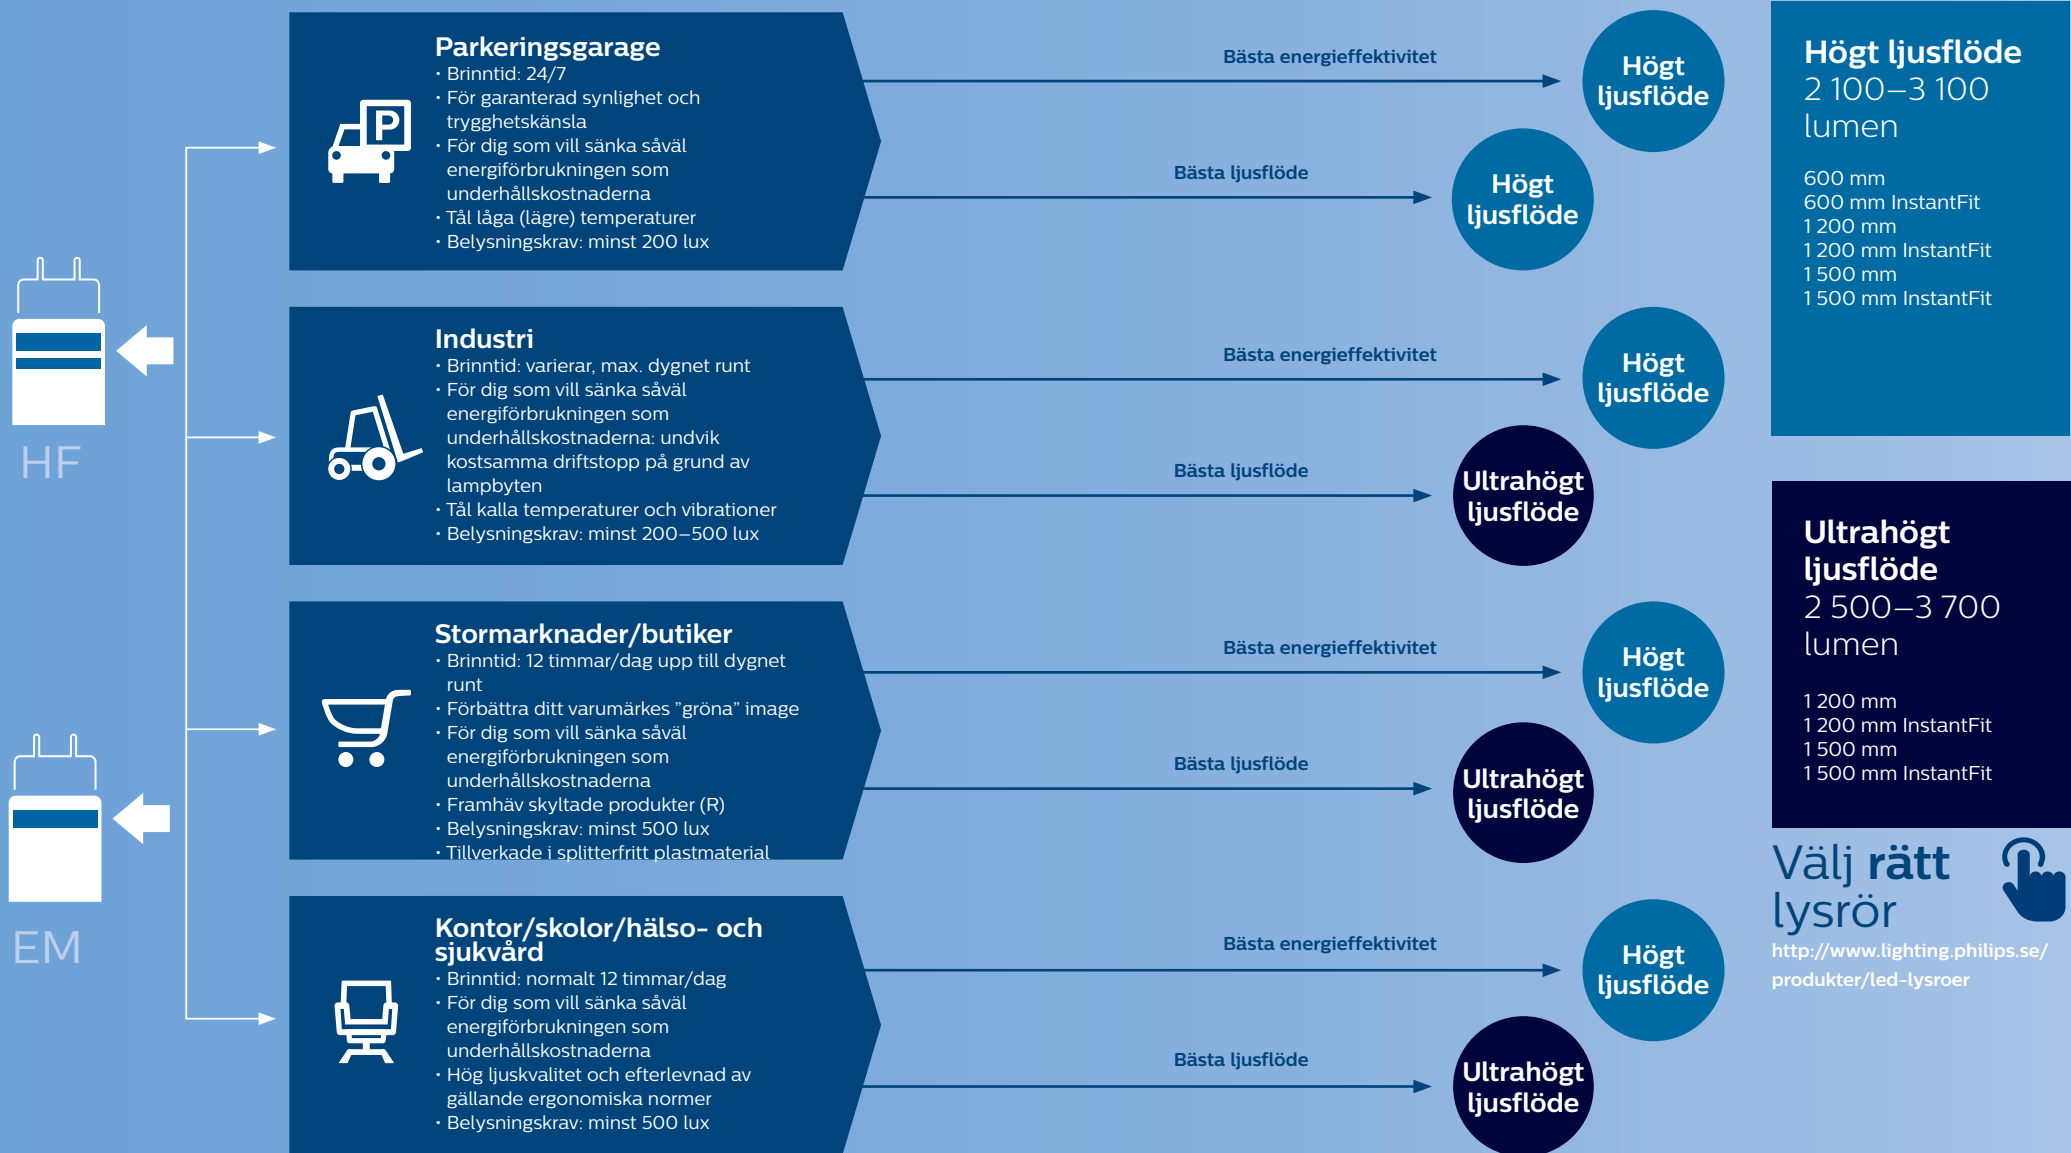 HF
EM
P
Parkeringsgarage
• Brinntid: 24/7
• För garanterad synlighet och
trygghetskänsla
• För dig som vill sänka såväl
energiförbrukningen som
underhållskostnaderna
• Tål låga (lägre) temperaturer
• Belysningskrav: minst 200 lux
Bästa energieffektivitet
Högt
ljusflöde
Bästa ljusflöde
Högt
ljusflöde
Industri
• Brinntid: varierar, max. dygnet runt
• För dig som vill sänka såväl
energiförbrukningen som
underhållskostnaderna: undvik
kostsamma driftstopp på grund av
lampbyten
• Tål kalla temperaturer och vibrationer
• Belysningskrav: minst 200–500 lux
Bästa energieffektivitet
Högt
ljusflöde
Bästa ljusflöde
Ultrahögt
ljusflöde
Stormarknader/butiker
• Brinntid: 12 timmar/dag upp till dygnet
runt
• Förbättra ditt varumärkes ”gröna” image
• För dig som vill sänka såväl
energiförbrukningen som
underhållskostnaderna
• Framhäv skyltade produkter (R)
• Belysningskrav: minst 500 lux
• Tillverkade i splitterfritt plastmaterial
Bästa energieffektivitet
Högt
ljusflöde
Bästa ljusflöde
Ultrahögt
ljusflöde
Kontor/skolor/hälso- och
sjukvård
• Brinntid: normalt 12 timmar/dag
• För dig som vill sänka såväl
energiförbrukningen som
underhållskostnaderna
• Hög ljuskvalitet och efterlevnad av
gällande ergonomiska normer
• Belysningskrav: minst 500 lux
Bästa energieffektivitet
Högt
ljusflöde
Bästa ljusflöde
Ultrahögt
ljusflöde
Högt ljusflöde
2 100–3 100
lumen
600 mm
600 mm InstantFit
1 200 mm
1 200 mm InstantFit
1 500 mm
1 500 mm InstantFit
Ultrahögt
ljusflöde
2 500–3 700
lumen
1 200 mm
1 200 mm InstantFit
1 500 mm
1 500 mm InstantFit
Välj rätt
lysrör
http://www.lighting.philips.se/
produkter/led-lysroer